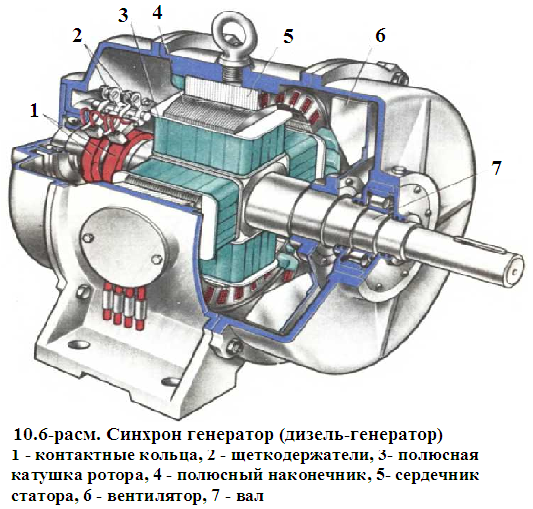 4
5
6
2
3
1
7
10.6-расм. Синхрон генератор (дизель-генератор)
1 - контактные кольца, 2 - щеткодержатели, 3- полюсная
катушка ротора, 4 - полюсный наконечник, 5- сердечник
статора, 6 - вентилятор, 7 - вал